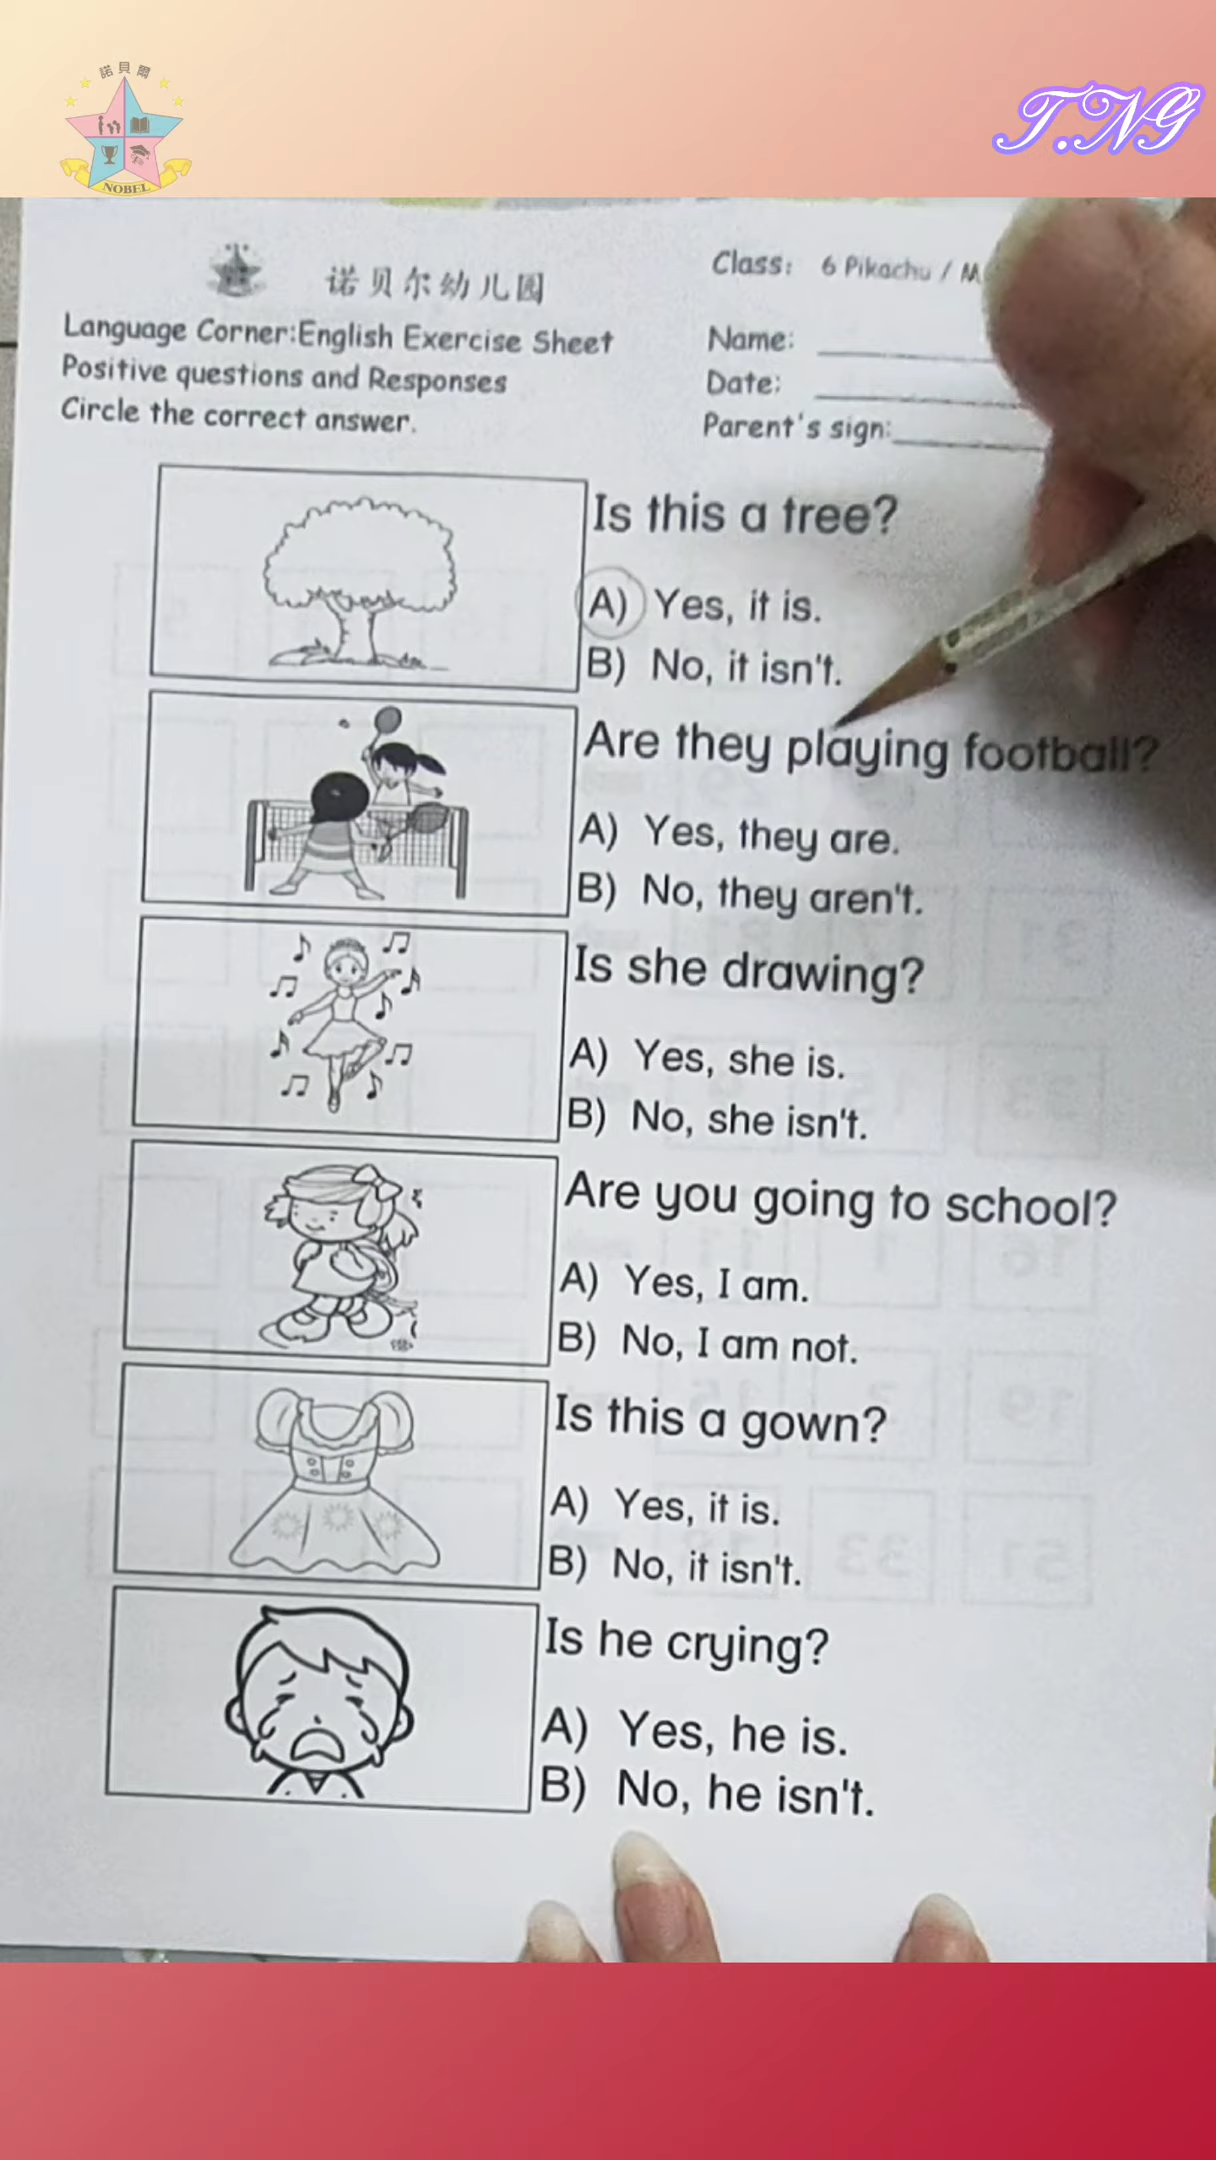 諾貝爾
NOBEL
T.NG
诺贝尔幼儿园
Class: 6 Pikachu / M
Language Corner:English Exercise Sheet
Name:
Positive questions and Responses
Date:
Circle the correct answer.
Parent's sign:
Is this a tree?
A) Yes, it is.
B) No, it isn't.
Are they playing football?
A) Yes, they are.
B) No, they aren't.
Is she drawing?
A) Yes, she is.
B) No, she isn't.
Are you going to school?
A) Yes, I am.
B) No, I am not.
Is this a gown?
A) Yes, it is.
B) No, it isn't.
Is he crying?
A) Yes, he is.
B) No, he isn't.